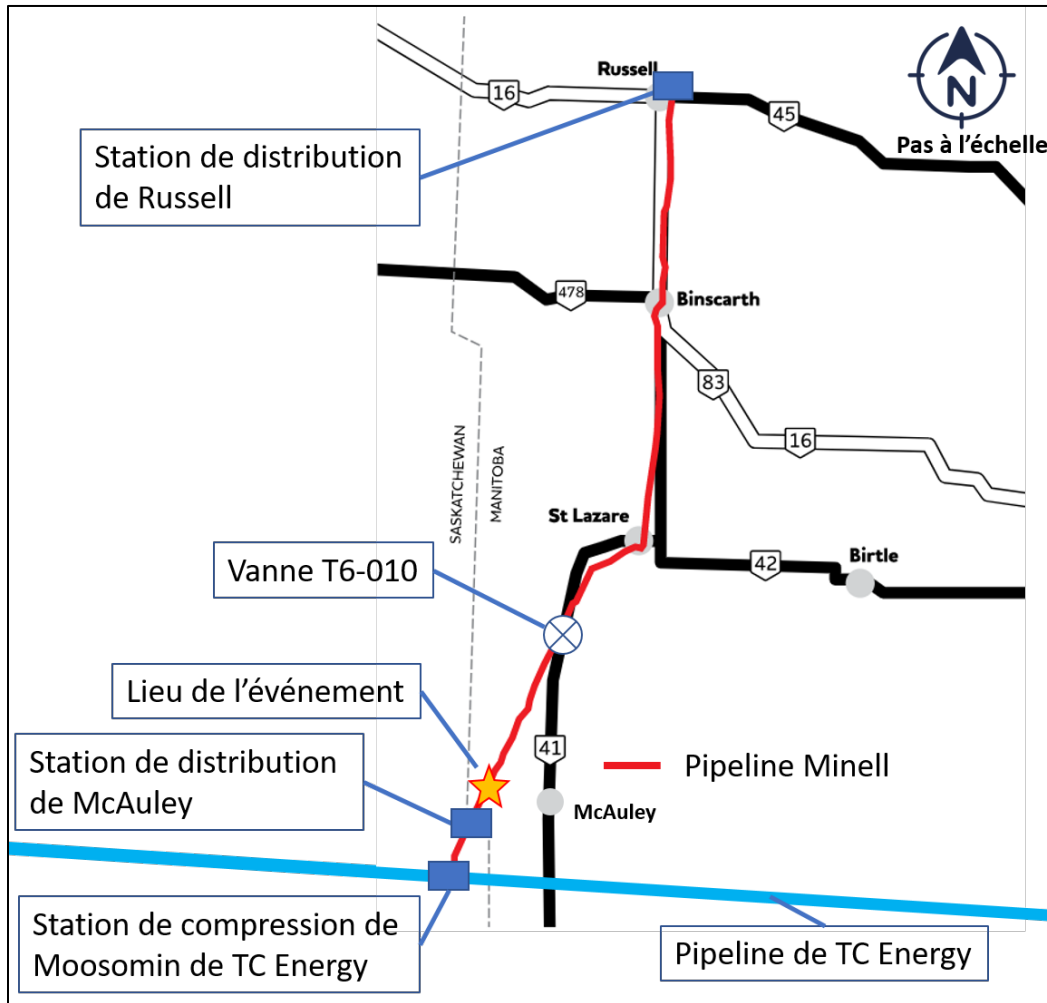 Russell
16
45
N
Pas à l'échelle
Station de distribution
de Russell
478
Binscarth
83
16
SASKATCHEWAN
MANITOBA
St Lazare
Birtle
42
Vanne T6-010
Lieu de l'événement
Station de distribution
de McAuley
41
Pipeline Minell
McAuley
Station de compression de
Moosomin de TC Energy
Pipeline de TC Energy